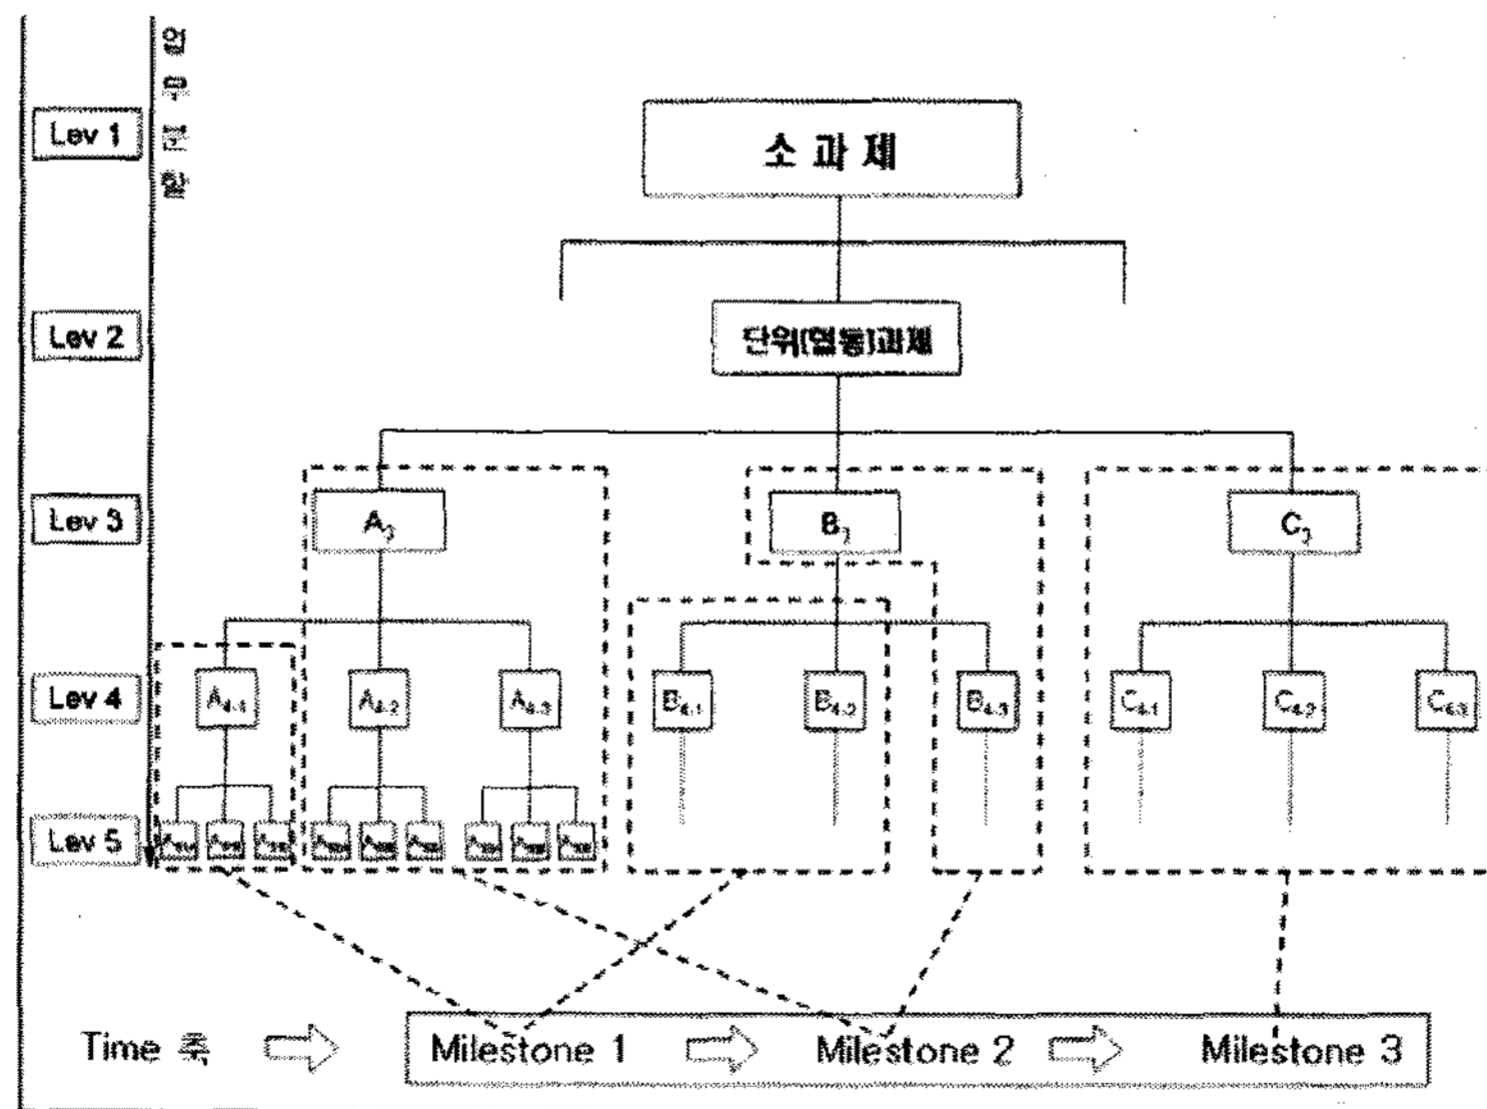 업무분할
Lev 1
소 과 제
Lev 2
단위(협동)과제
Lev 3
A3
B3
C3
Lev 4
A4-1
A4-2
A4-3
B4-1
B4-2
B4-3
C4-1
C4-2
C4-3
Lev 5
Time 축
Milestone 1
Milestone 2
Milestone 3